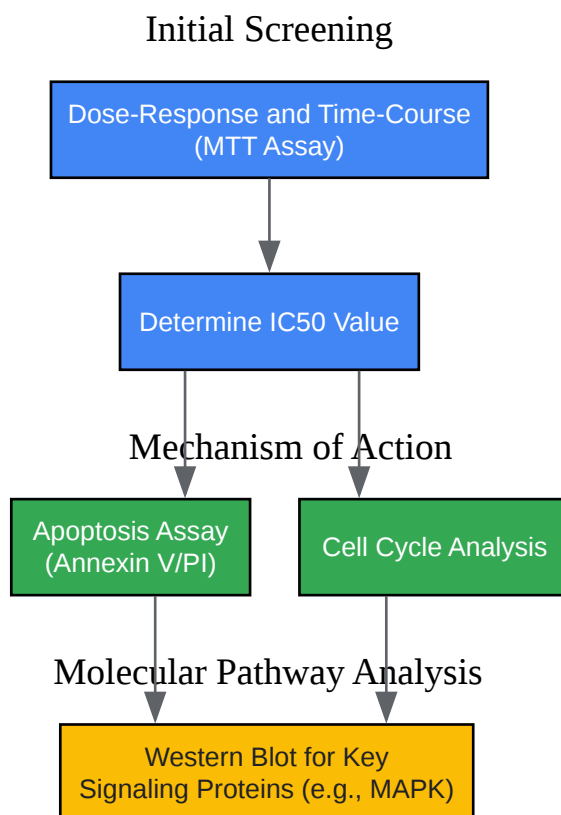 Initial Screening
Dose-Response and Time-Course
(MTT Assay)
Determine IC50 Value
Mechanism of Action
Apoptosis Assay
(Annexin V/PI)
Cell Cycle Analysis
Molecular Pathway Analysis
Western Blot for Key
Signaling Proteins (e.g., MAPK)